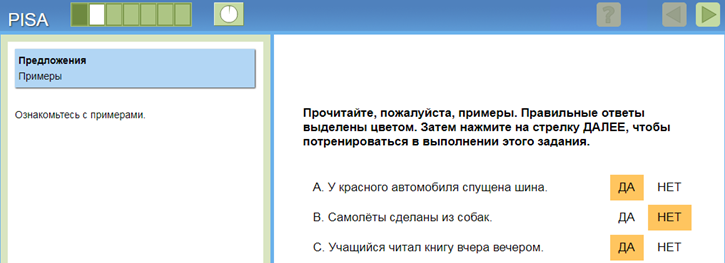 PISA
?
Предложения
Примеры
Ознакомьтесь с примерами.
Прочитайте, пожалуйста, примеры. Правильные ответы
выделены цветом. Затем нажмите на стрелку ДАЛЕЕ, чтобы
потренироваться в выполнении этого задания.
A. У красного автомобиля спущена шина. ДА НЕТ
B. Самолёты сделаны из собак. ДА НЕТ
C. Учащийся читал книгу вчера вечером. ДА НЕТ